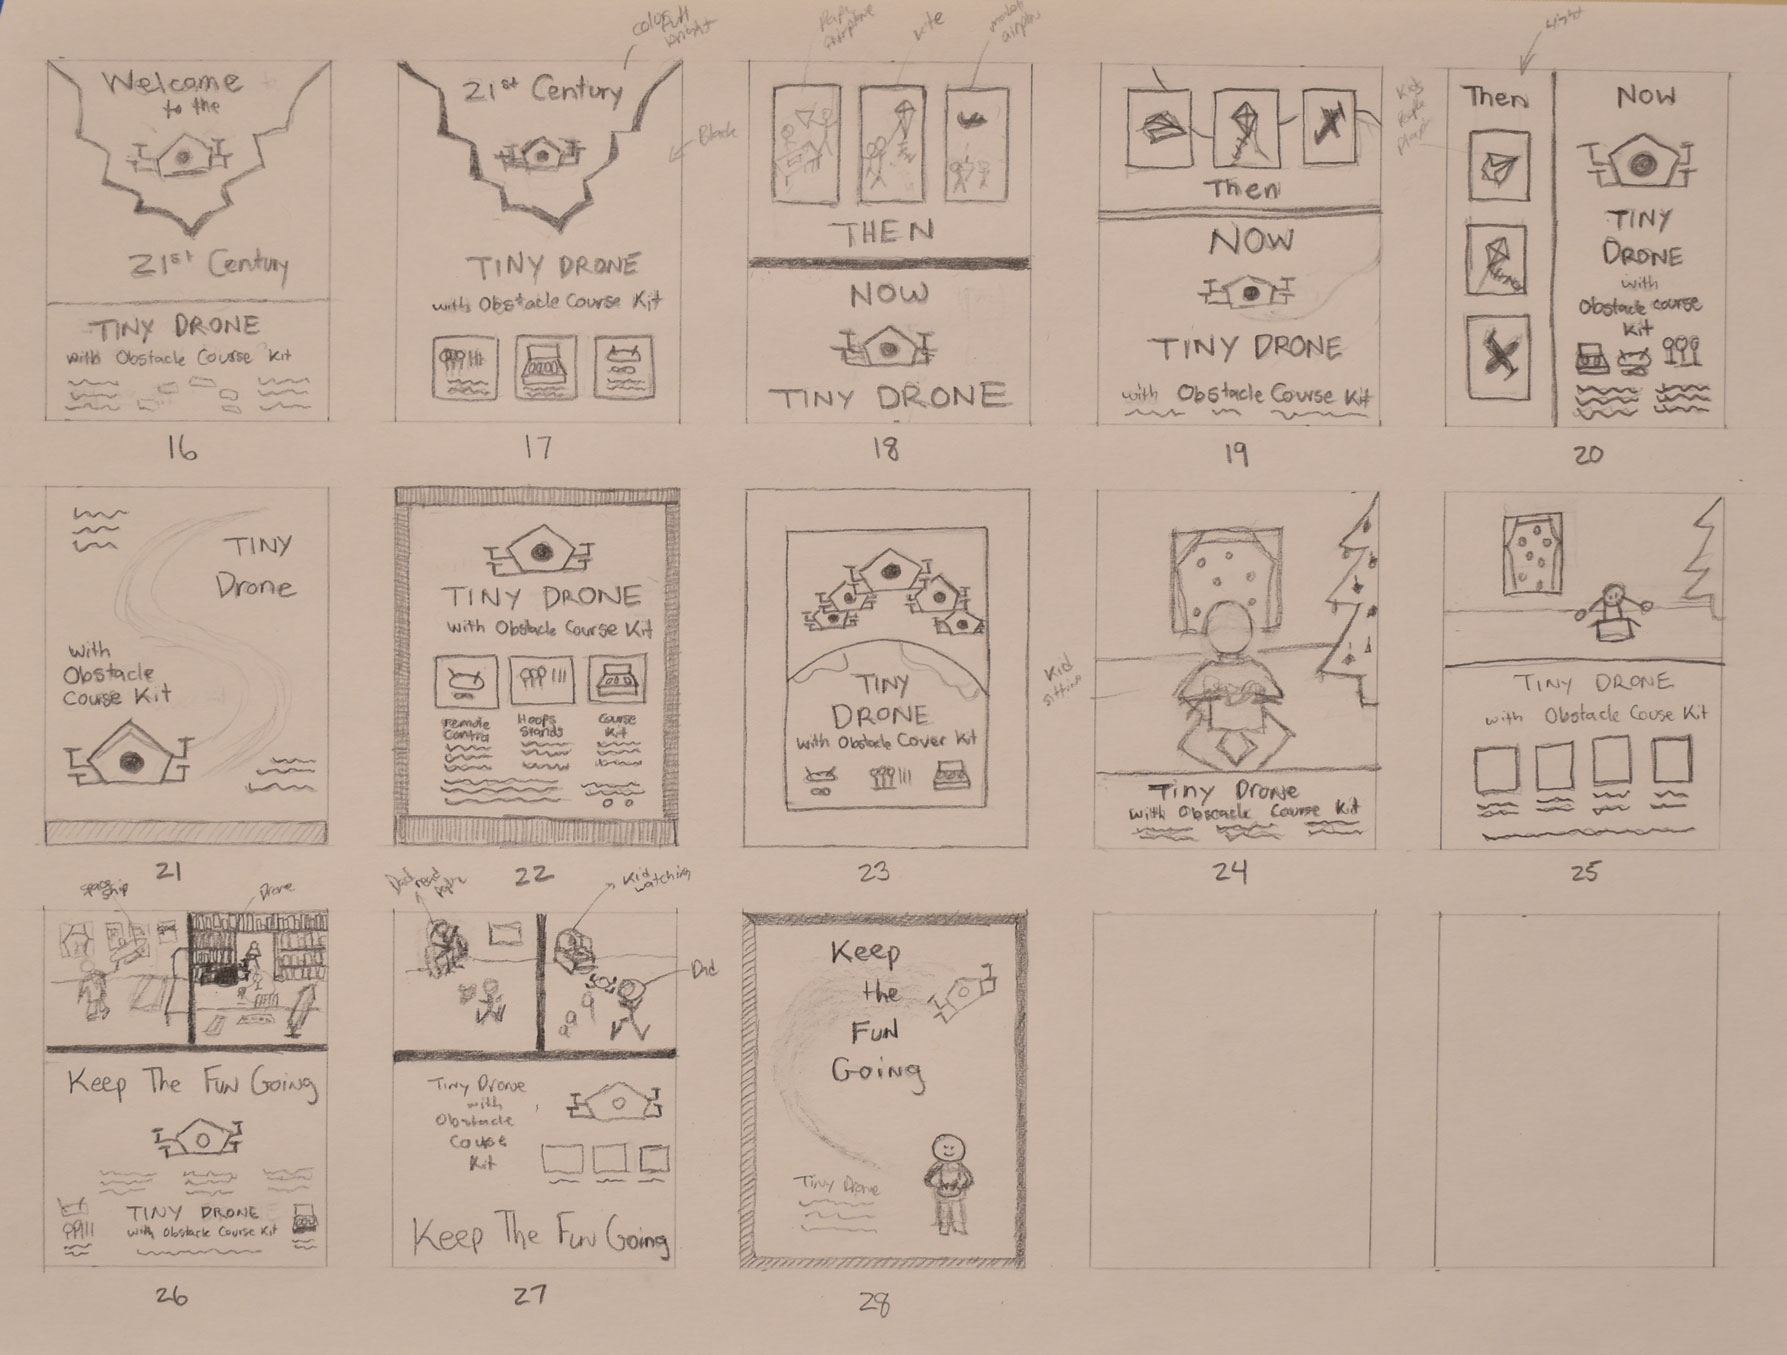 colorfull
bright
Paper
airplane
kite
model
airplane
Light
Welcome
to the
21st Century
TINY DRONE
with Obstacle Course Kit
16
21st Century
Black
TINY DRONE
with Obstacle Course Kit
17
THEN
NOW
TINY DRONE
18
Then
NOW
TINY DRONE
with Obstacle Course Kit
19
Kids
Then
NOW
TINY
DRONE
with
Obstacle course
Kit
20
TINY
Drone
with
Obstacle
Course Kit
21
TINY DRONE
with Obstacle Course Kit
remote
Control
Hoops
Stands
Course
Kit
22
TINY
DRONE
with Obstacle Cover Kit
23
Kid
sitting
Tiny Drone
with Obstacle Course Kit
24
TINY DRONE
with Obstacle Couse Kit
25
space
ship
Drone
Keep The Fun Going
TINY DRONE
with Obstacle Course Kit
26
Dad
read
Kid
watching
Dad
Tiny Drone
with
Obstacle
Couse
Kit
Keep The Fun Going
27
Keep
the
Fun
Going
Tiny Drone
28